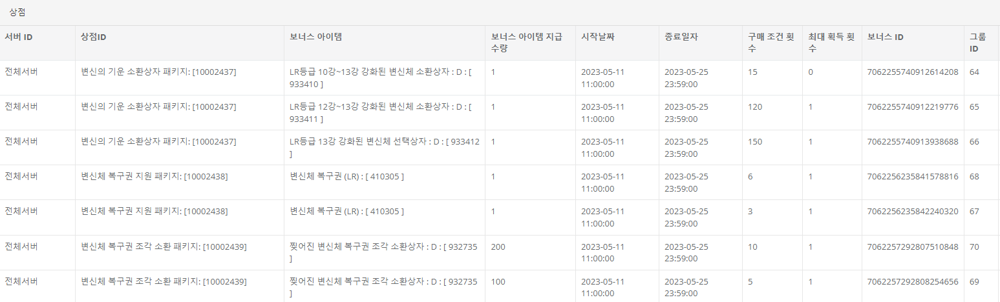 상점
서버 ID 상점ID 보너스 아이템 보너스 아이템 지급 시작날짜 종료일자 구매 조건 횟 최대 획득 횟 보너스 ID 그룹
수량 수 수 ID
전체서버 변신의 기운 소환상자 패키지: [10002437] LR등급 10강~13강 강화된 변신체 소환상자 : D : [ 1 2023-05-11 2023-05-25 15 0 7062255740912614208 64
933410 ] 11:00:00 23:59:00
전체서버 변신의 기운 소환상자 패키지: [10002437] LR등급 12강~13강 강화된 변신체 소환상자 : D : [ 1 2023-05-11 2023-05-25 120 1 7062255740912219776 65
933411 ] 11:00:00 23:59:00
전체서버 변신의 기운 소환상자 패키지: [10002437] LR등급 13강 강화된 변신체 선택상자 : D : [ 933412 1 2023-05-11 2023-05-25 150 1 7062255740913938688 66
] 11:00:00 23:59:00
전체서버 변신체 복구권 지원 패키지: [10002438] 변신체 복구권 (LR) : [ 410305 ] 1 2023-05-11 2023-05-25 6 1 7062256235841578816 68
11:00:00 23:59:00
전체서버 변신체 복구권 지원 패키지: [10002438] 변신체 복구권 (LR) : [ 410305 ] 1 2023-05-11 2023-05-25 3 1 7062256235842240320 67
11:00:00 23:59:00
전체서버 변신체 복구권 조각 소환 패키지: [10002439] 찢어진 변신체 복구권 조각 소환상자 : D : [ 932735 200 2023-05-11 2023-05-25 10 1 7062257292807510848 70
] 11:00:00 23:59:00
전체서버 변신체 복구권 조각 소환 패키지: [10002439] 찢어진 변신체 복구권 조각 소환상자 : D : [ 932735 100 2023-05-11 2023-05-25 5 1 7062257292808254656 69
] 11:00:00 23:59:00